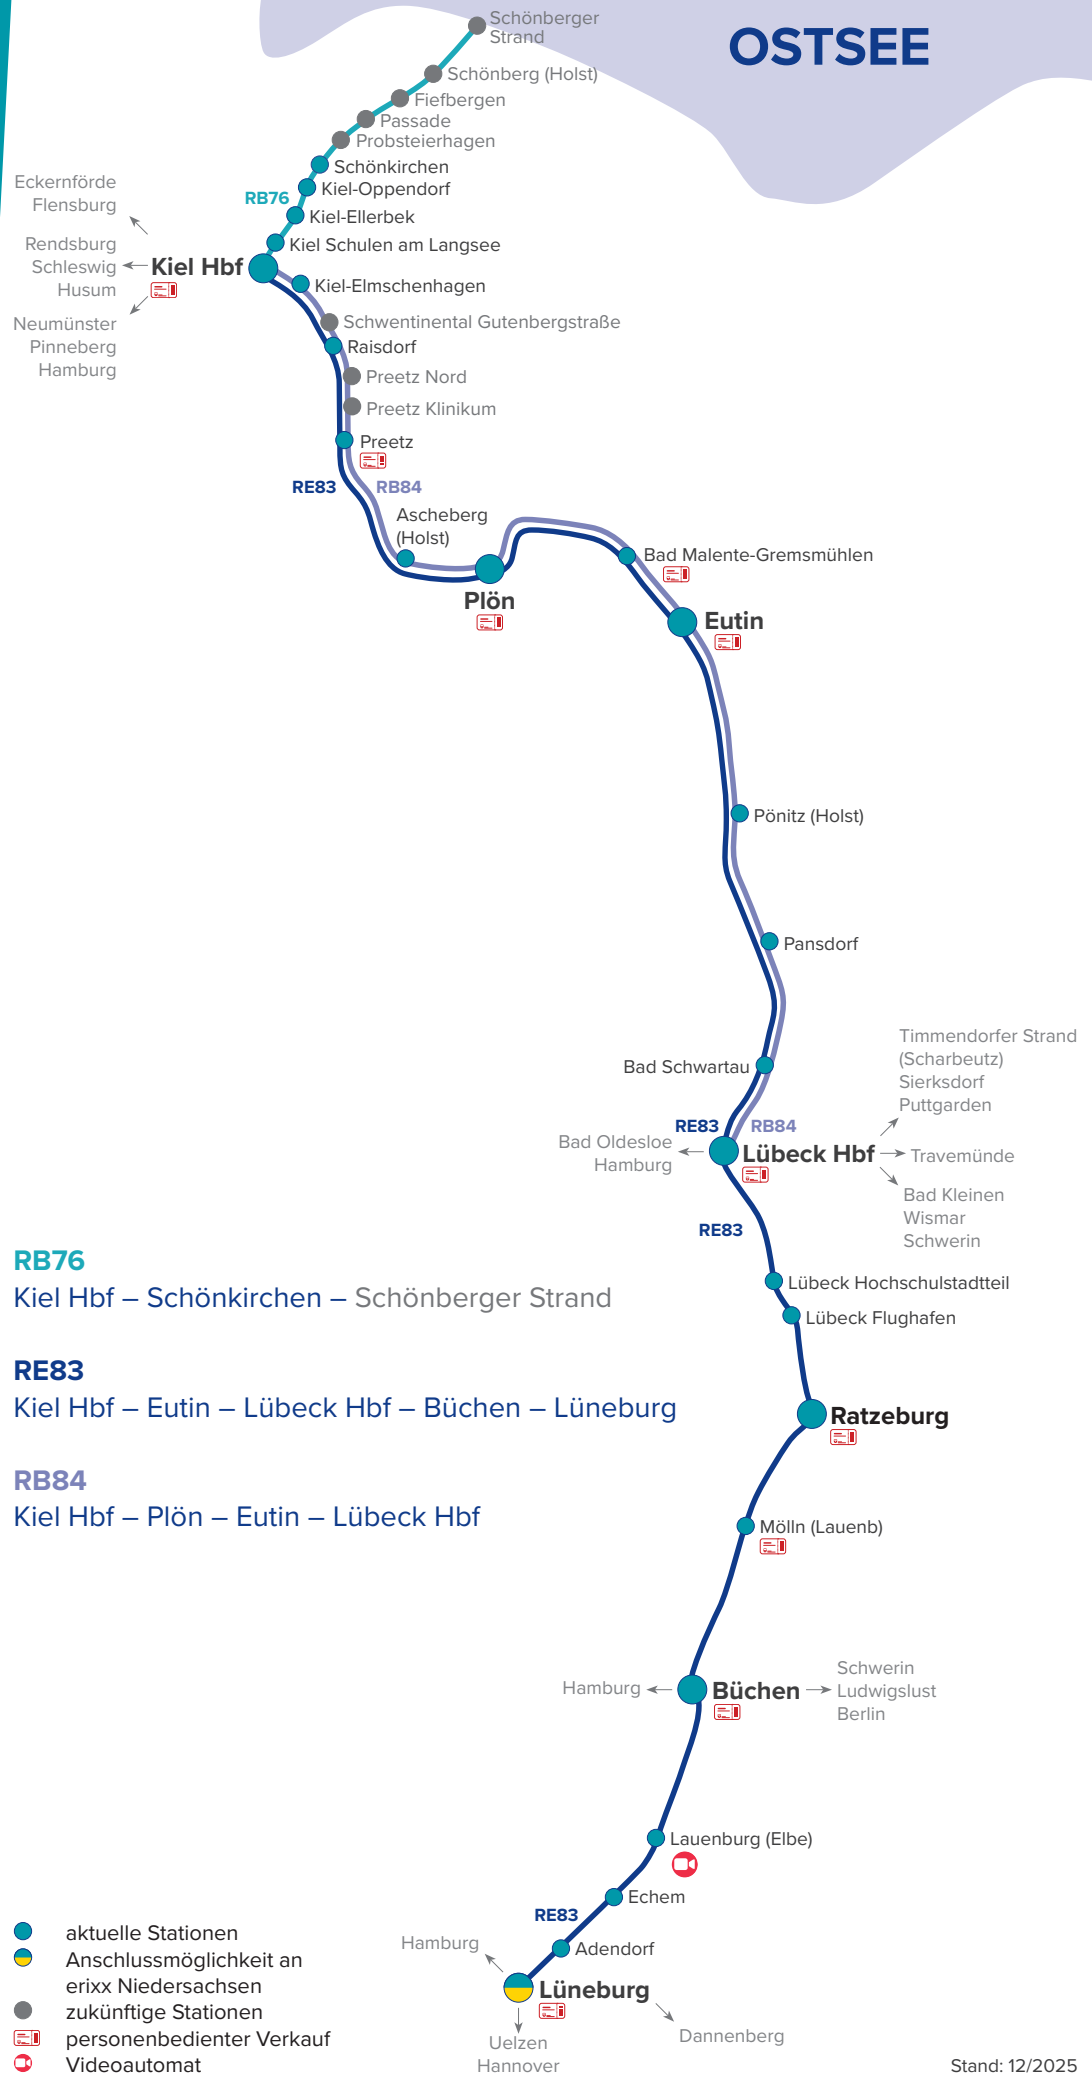 OSTSEE
Schönberger
Strand
Schönberg (Holst)
Fiefbergen
Passade
Probsteierhagen
Schönkirchen
Kiel-Oppendorf
RB76
Kiel-Ellerbek
Kiel Schulen am Langsee
Eckernförde
Flensburg
Rendsburg
Schleswig
Husum
Kiel Hbf
Neumünster
Pinneberg
Hamburg
Kiel-Elmschenhagen
Schwentinental Gutenbergstraße
Raisdorf
Preetz Nord
Preetz Klinikum
Preetz
RE83
RB84
Ascheberg
(Holst)
Plön
Bad Malente-Gremsmühlen
Eutin
Pönitz (Holst)
Pansdorf
Bad Schwartau
Timmendorfer Strand
(Scharbeutz)
Sierksdorf
Puttgarden
RE83
RB84
Bad Oldesloe
Hamburg
Lübeck Hbf
Travemünde
Bad Kleinen
Wismar
Schwerin
RE83
Lübeck Hochschulstadtteil
Lübeck Flughafen
RB76
Kiel Hbf – Schönkirchen – Schönberger Strand
RE83
Kiel Hbf – Eutin – Lübeck Hbf – Büchen – Lüneburg
RB84
Kiel Hbf – Plön – Eutin – Lübeck Hbf
Ratzeburg
Mölln (Lauenb)
Hamburg
Büchen
Schwerin
Ludwigslust
Berlin
Lauenburg (Elbe)
Echem
RE83
Adendorf
Hamburg
Lüneburg
Uelzen
Hannover
Dannenberg
aktuelle Stationen
Anschlussmöglichkeit an
erixx Niedersachsen
zukünftige Stationen
personenbedienter Verkauf
Videoautomat
Stand: 12/2025